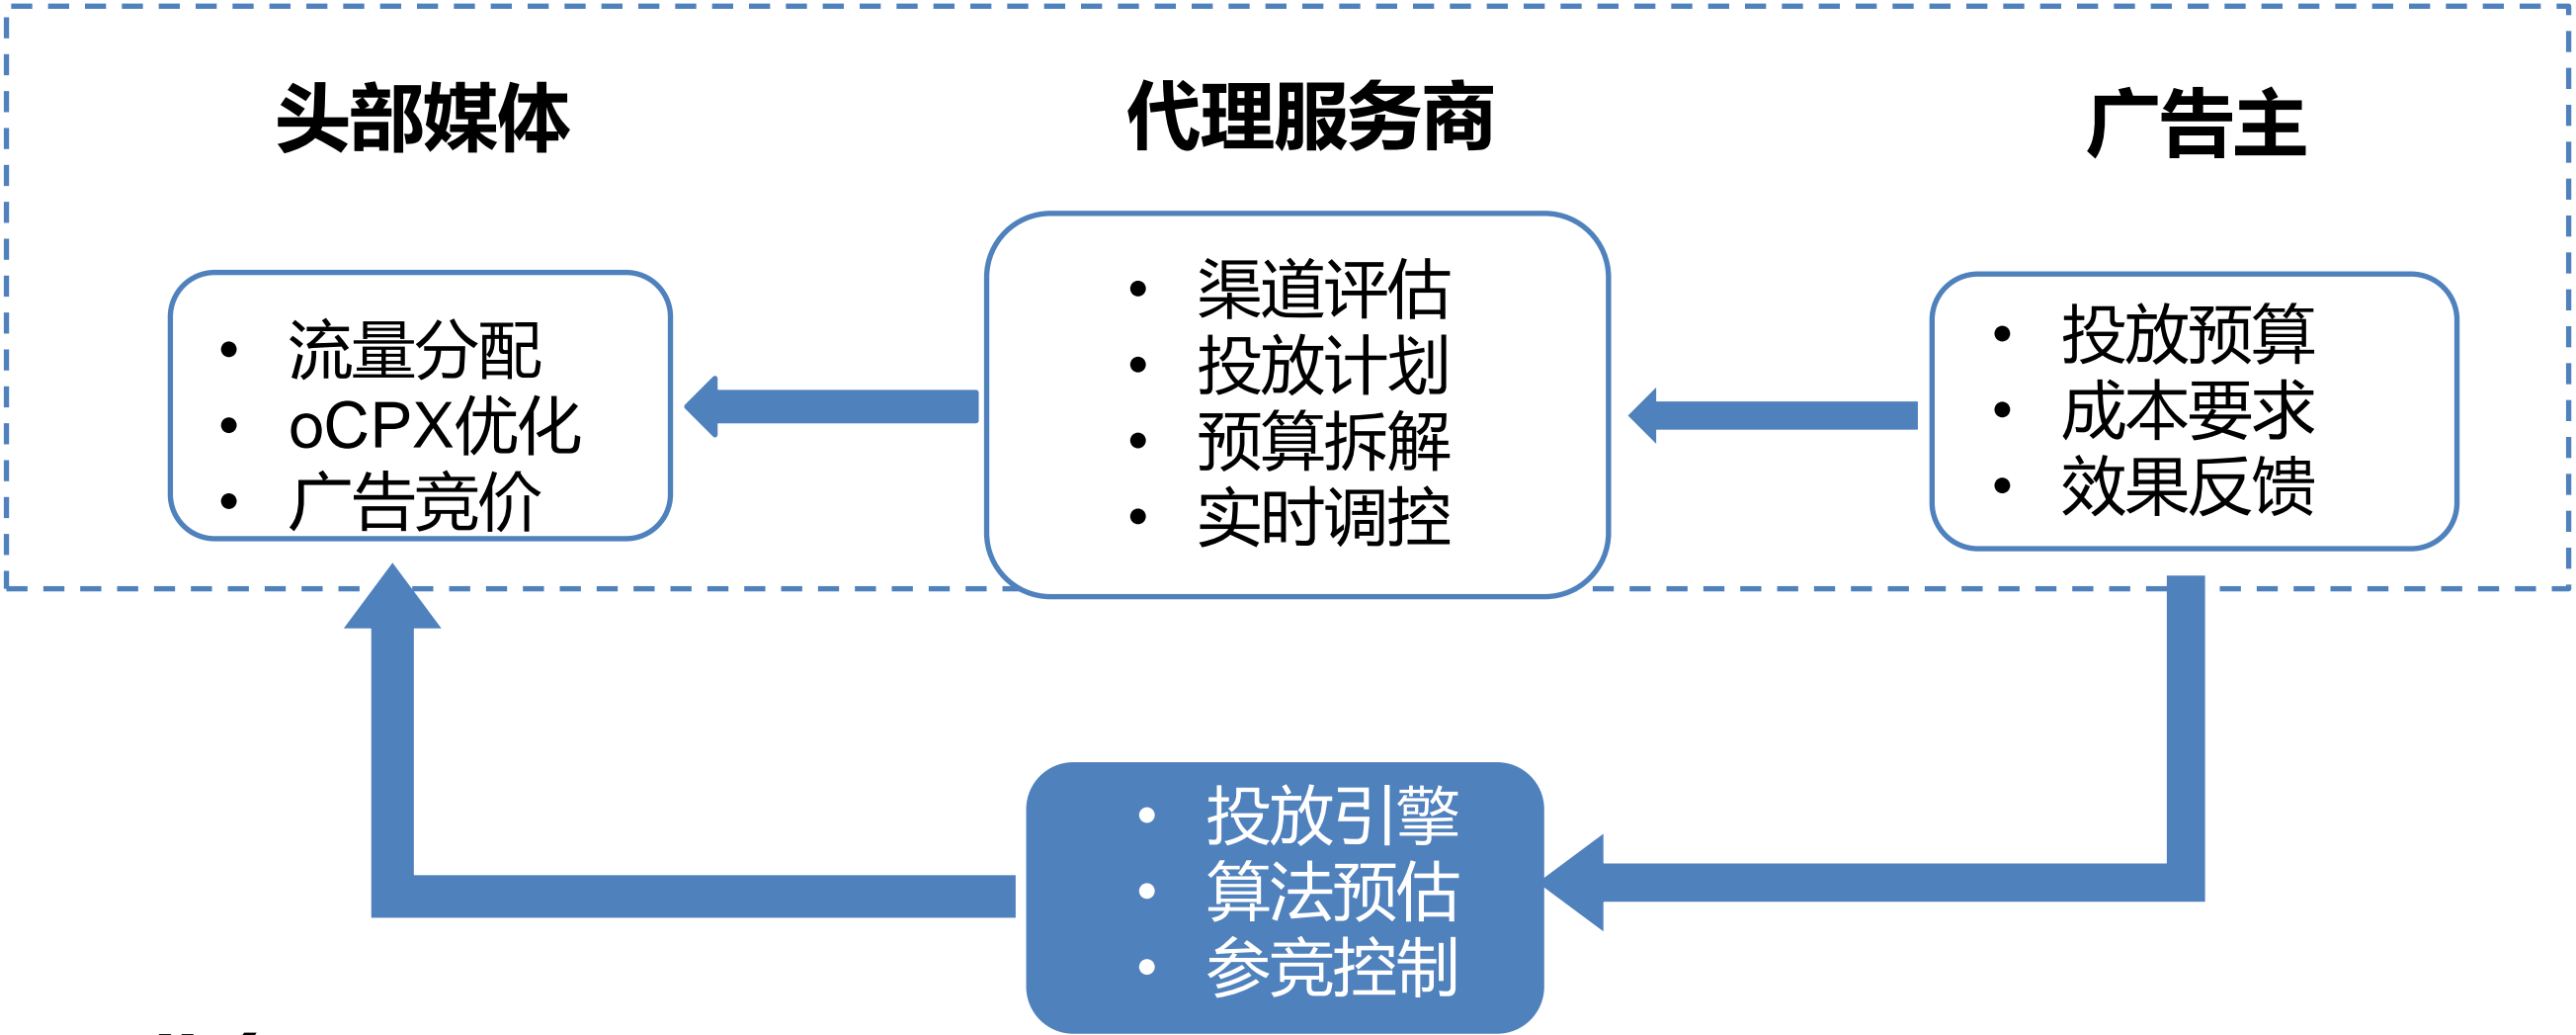 头部媒体
代理服务商
广告主
• 流量分配
• oCPX优化
• 广告竞价
• 渠道评估
• 投放计划
• 预算拆解
• 实时调控
• 投放预算
• 成本要求
• 效果反馈
• 投放引擎
• 算法预估
• 参竞控制